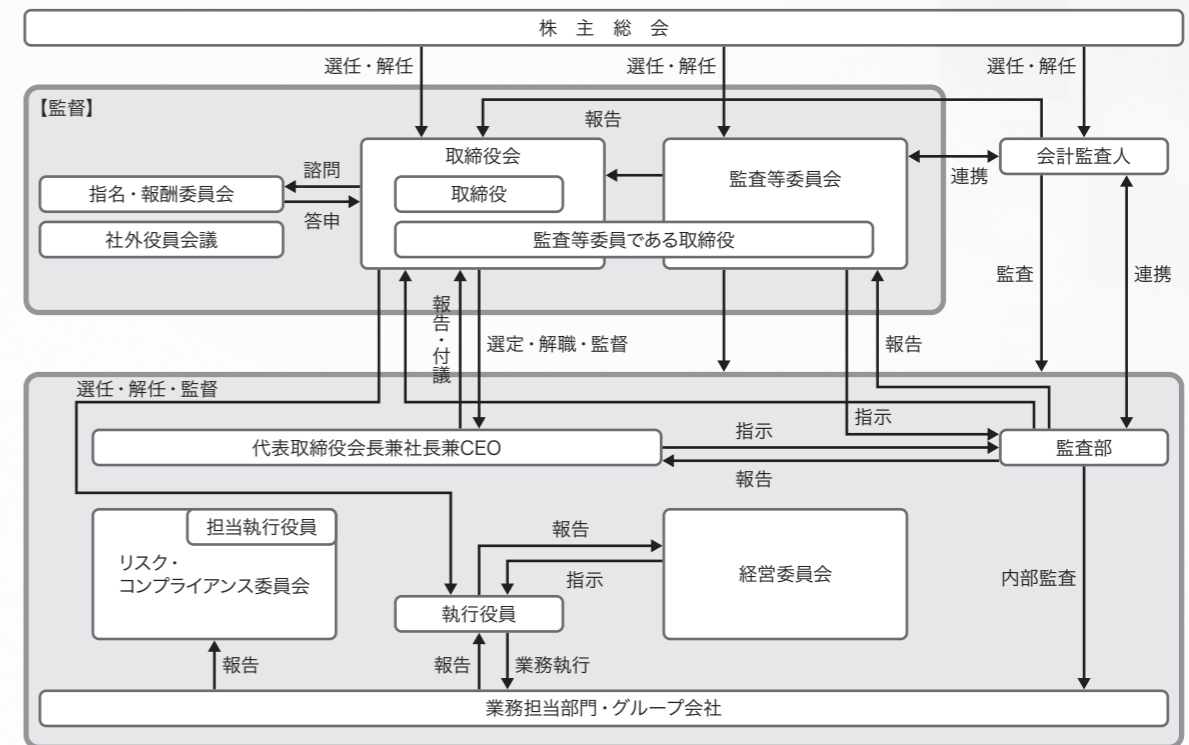 株主総会
選任・解任
選任・解任
選任・解任
【監督】
報告
取締役会
取締役
監査等委員会
監査等委員である取締役
会計監査人
連携
諮問
答申
指名・報酬委員会
社外役員会議
監査
連携
報告・付議
選定・解職・監督
報告
選任・解任・監督
指示
代表取締役会長兼社長兼CEO
指示
報告
監査部
担当執行役員
リスク・
コンプライアンス委員会
報告
指示
経営委員会
執行役員
内部監査
報告
報告
業務執行
業務担当部門・グループ会社